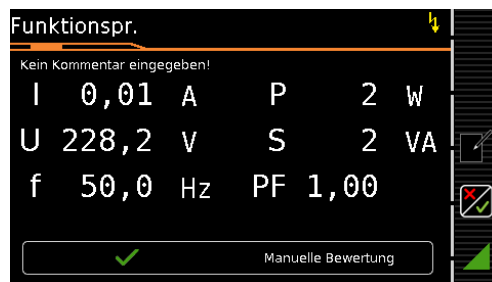 Funktionspr.
Kein Kommentar eingegeben!
I 0,01 A P 2 W
U 228,2 V S 2 VA
f 50,0 Hz PF 1,00
Manuelle Bewertung